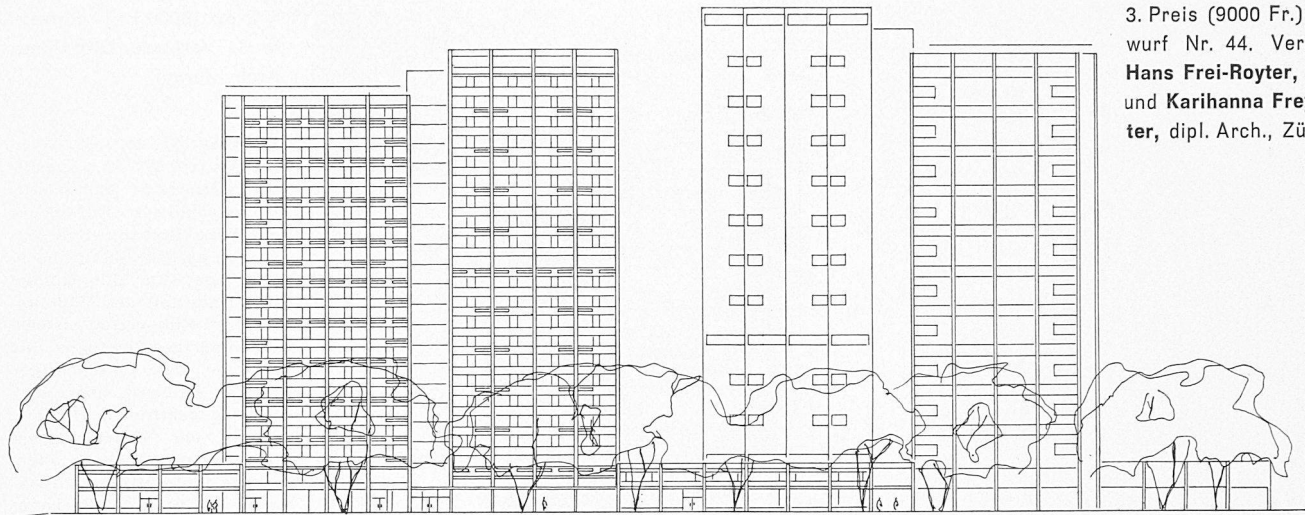 3. Preis (9000 Fr.)
wurf Nr. 44. Ver
Hans Frei-Royter,
und Karihanna Fre
ter, dipl. Arch., Zü